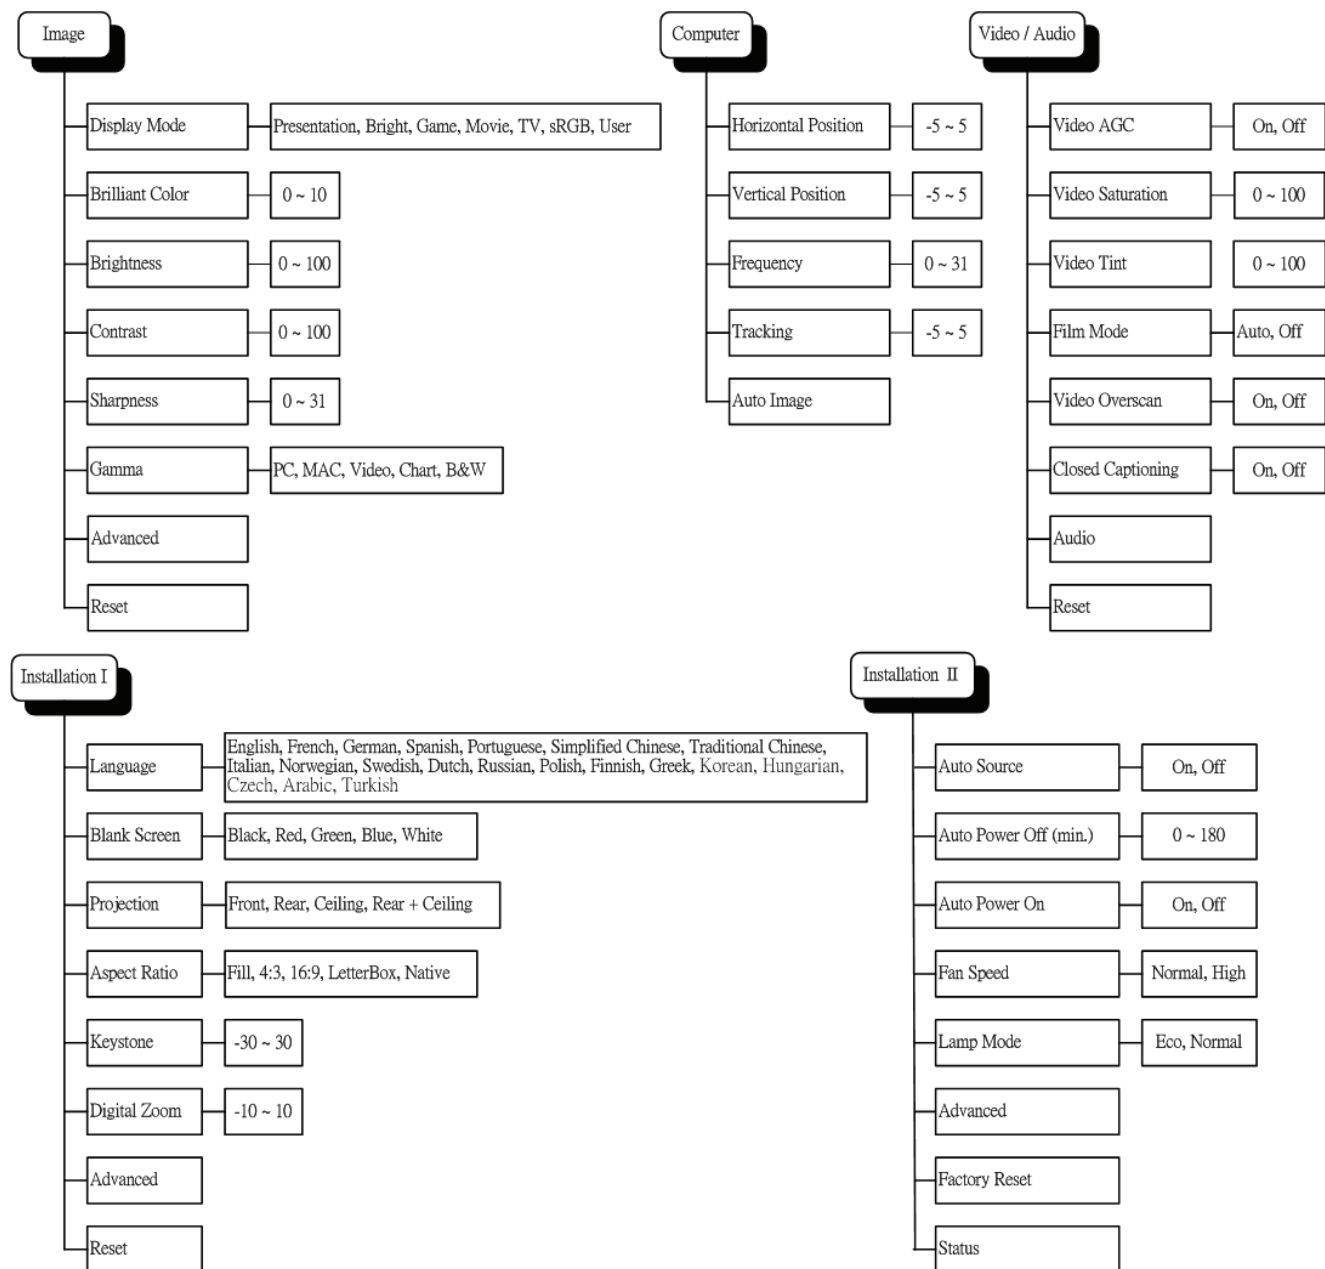 Image
Display Mode
Presentation, Bright, Game, Movie, TV, sRGB, User
Brilliant Color
0 ~ 10
Brightness
0 ~ 100
Contrast
0 ~ 100
Sharpness
0 ~ 31
Gamma
PC, MAC, Video, Chart, B&W
Advanced
Reset
Computer
Horizontal Position
-5 ~ 5
Vertical Position
-5 ~ 5
Frequency
0 ~ 31
Tracking
-5 ~ 5
Auto Image
Video / Audio
Video AGC
On, Off
Video Saturation
0 ~ 100
Video Tint
0 ~ 100
Film Mode
Auto, Off
Video Overscan
On, Off
Closed Captioning
On, Off
Audio
Reset
Installation I
Language
English, French, German, Spanish, Portuguese, Simplified Chinese, Traditional Chinese,
Italian, Norwegian, Swedish, Dutch, Russian, Polish, Finnish, Greek, Korean, Hungarian,
Czech, Arabic, Turkish
Blank Screen
Black, Red, Green, Blue, White
Projection
Front, Rear, Ceiling, Rear + Ceiling
Aspect Ratio
Fill, 4:3, 16:9, LetterBox, Native
Keystone
-30 ~ 30
Digital Zoom
-10 ~ 10
Advanced
Reset
Installation II
Auto Source
On, Off
Auto Power Off (min.)
0 ~ 180
Auto Power On
On, Off
Fan Speed
Normal, High
Lamp Mode
Eco, Normal
Advanced
Factory Reset
Status